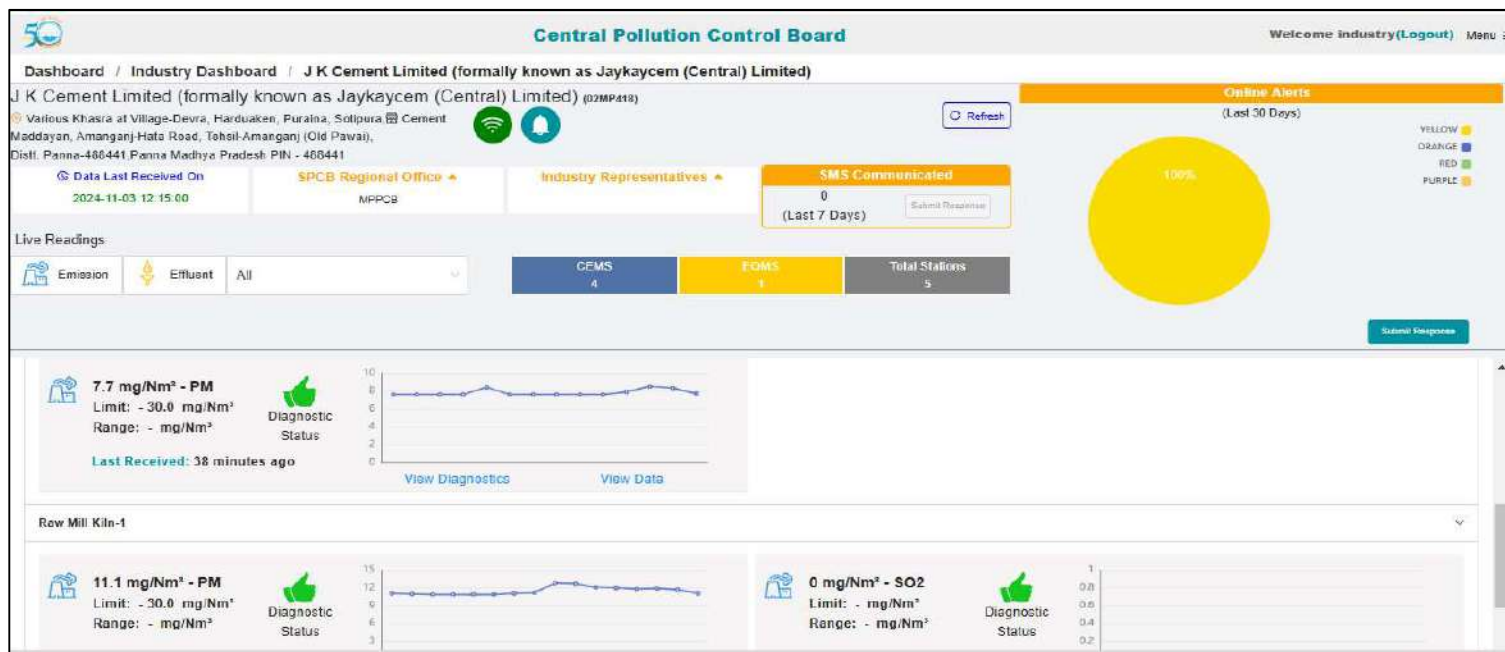 50
Central Pollution Control Board
Welcome industry(Logout) Menu
Dashboard / Industry Dashboard / J K Cement Limited (formally known as Jaykaycem (Central) Limited)
J K Cement Limited (formally known as Jaykaycem (Central) Limited) (02MP418)
Various Khasra at Village-Devra, Harduaken, Puraina, Sotipura Cement
Maddayan, Amanganj-Hata Road, Tehsil-Amanganj (Old Pawai),
Distt. Panna-488441,Panna Madhya Pradesh PIN - 488441
Refresh
Online Alerts
(Last 30 Days)
YELLOW
ORANGE
RED
PURPLE
100%
Data Last Received On
2024-11-03 12:15:00
SPCB Regional Office
MPPCB
Industry Representatives
SMS Communicated
0
(Last 7 Days)
Submit Response
Live Readings
Emission
Effluent
All
CEMS
4
EQMS
1
Total Stations
5
Submit Response
7.7 mg/Nm³ - PM
Limit: - 30.0 mg/Nm³
Range: - mg/Nm³
Last Received: 38 minutes ago
Diagnostic
Status
10
8
6
4
2
0
View Diagnostics
View Data
Raw Mill Kiln-1
11.1 mg/Nm³ - PM
Limit: - 30.0 mg/Nm³
Range: - mg/Nm³
Diagnostic
Status
15
12
9
6
3
0 mg/Nm³ - SO2
Limit: - mg/Nm³
Range: - mg/Nm³
Diagnostic
Status
1
0.8
0.6
0.4
0.2